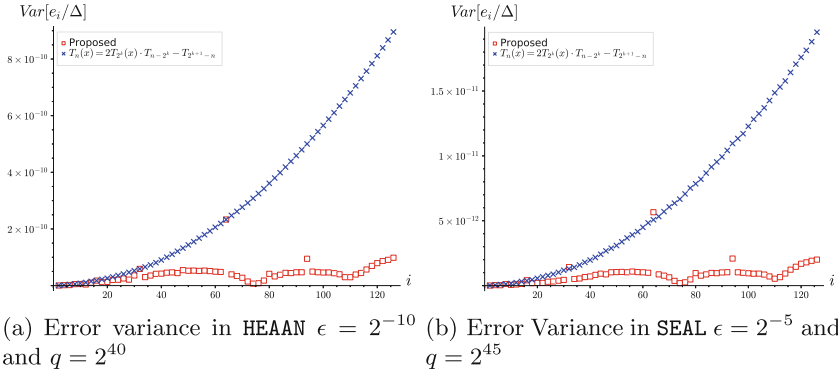 Var[e_i/Δ]
Proposed
T_n(x) = 2T_{2^k}(x) · T_{n−2^k} − T_{2^{k+1}−n}
8 × 10^{−10}
6 × 10^{−10}
4 × 10^{−10}
2 × 10^{−10}
20 40 60 80 100 120 i
(a) Error variance in HEAAN ϵ = 2^{−10} and q = 2^{40}
Var[e_i/Δ]
Proposed
T_n(x) = 2T_{2^k}(x) · T_{n−2^k} − T_{2^{k+1}−n}
1.5 × 10^{−11}
1 × 10^{−11}
5 × 10^{−12}
20 40 60 80 100 120 i
(b) Error Variance in SEAL ϵ = 2^{−5} and q = 2^{45}